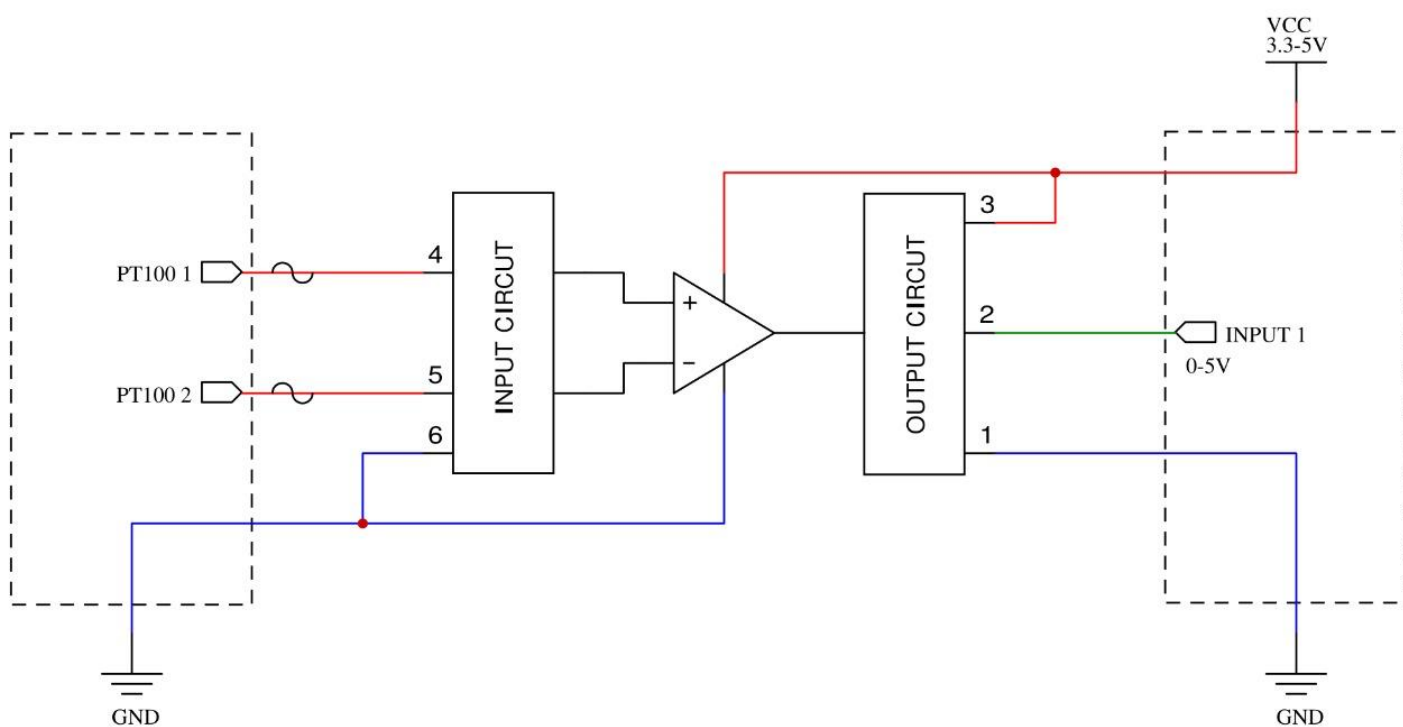 VCC
3.3-5V
3
4
PT100 1
INPUT CIRCUT
+
OUTPUT CIRCUT
2
INPUT 1
0-5V
5
PT100 2
−
6
1
GND
GND